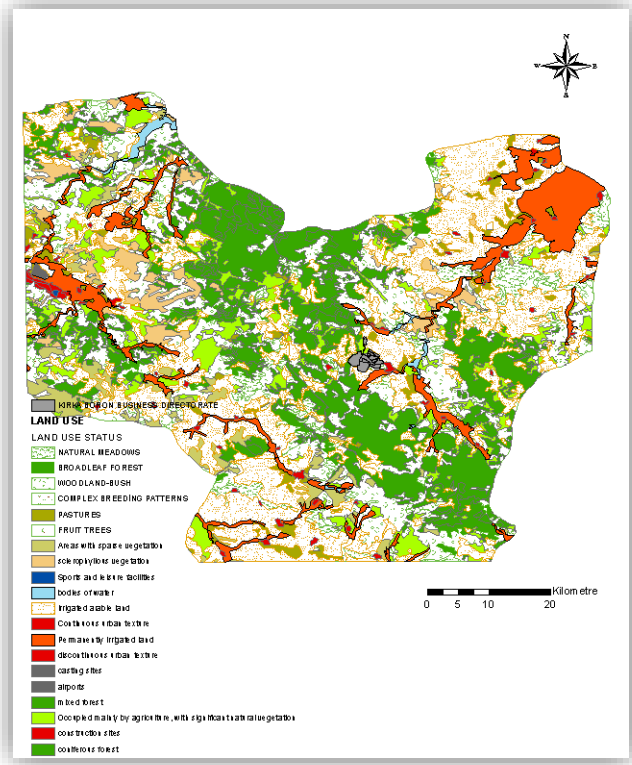 N
W E
S
KIRKA BORON BUSINESS DIRECTORATE
LAND USE
LAND USE STATUS
NATURAL MEADOWS
BROADLEAF FOREST
WOODLAND-BUSH
COMPLEX BREEDING PATTERNS
PASTURES
FRUIT TREES
Areas with sparse vegetation
sclerophyllous vegetation
Sports and leisure facilities
bodies of water
Irrigated arable land
Continuous urban texture
Permanently irrigated land
discontinuous urban texture
casting sites
airports
mixed forest
Occupied mainly by agriculture, with significant natural vegetation
construction sites
coniferous forest
Kilometre
0 5 10 20